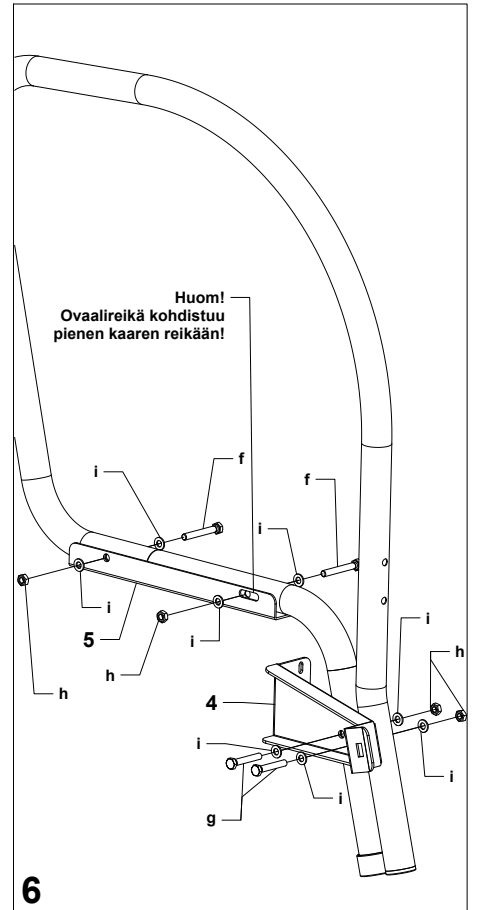 Huom!
Ovaalireikä kohdistuu
pienen kaaren reikään!
f
i
f
i
i
5
i
i
h
h
4
h
i
i
i
g
i
6